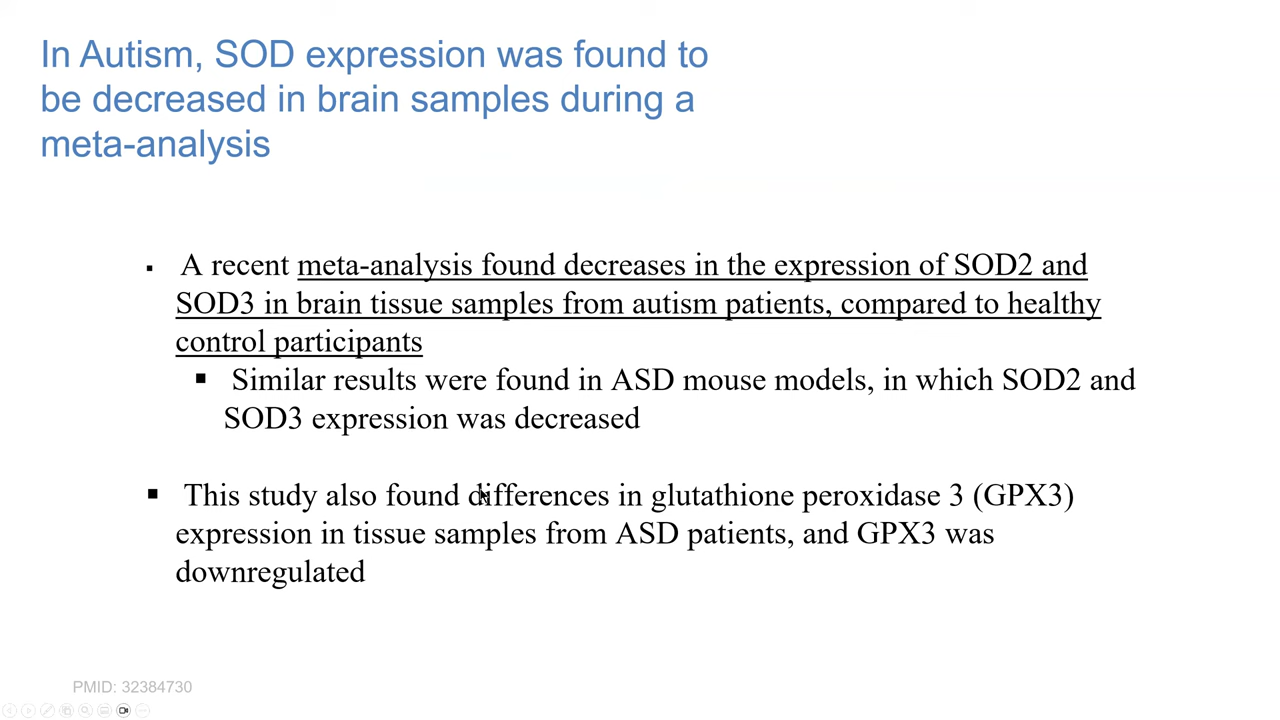 In Autism, SOD expression was found to
be decreased in brain samples during a
meta-analysis
▪ A recent meta-analysis found decreases in the expression of SOD2 and
SOD3 in brain tissue samples from autism patients, compared to healthy
control participants
▪ Similar results were found in ASD mouse models, in which SOD2 and
SOD3 expression was decreased
▪ This study also found differences in glutathione peroxidase 3 (GPX3)
expression in tissue samples from ASD patients, and GPX3 was
downregulated
PMID: 32384730